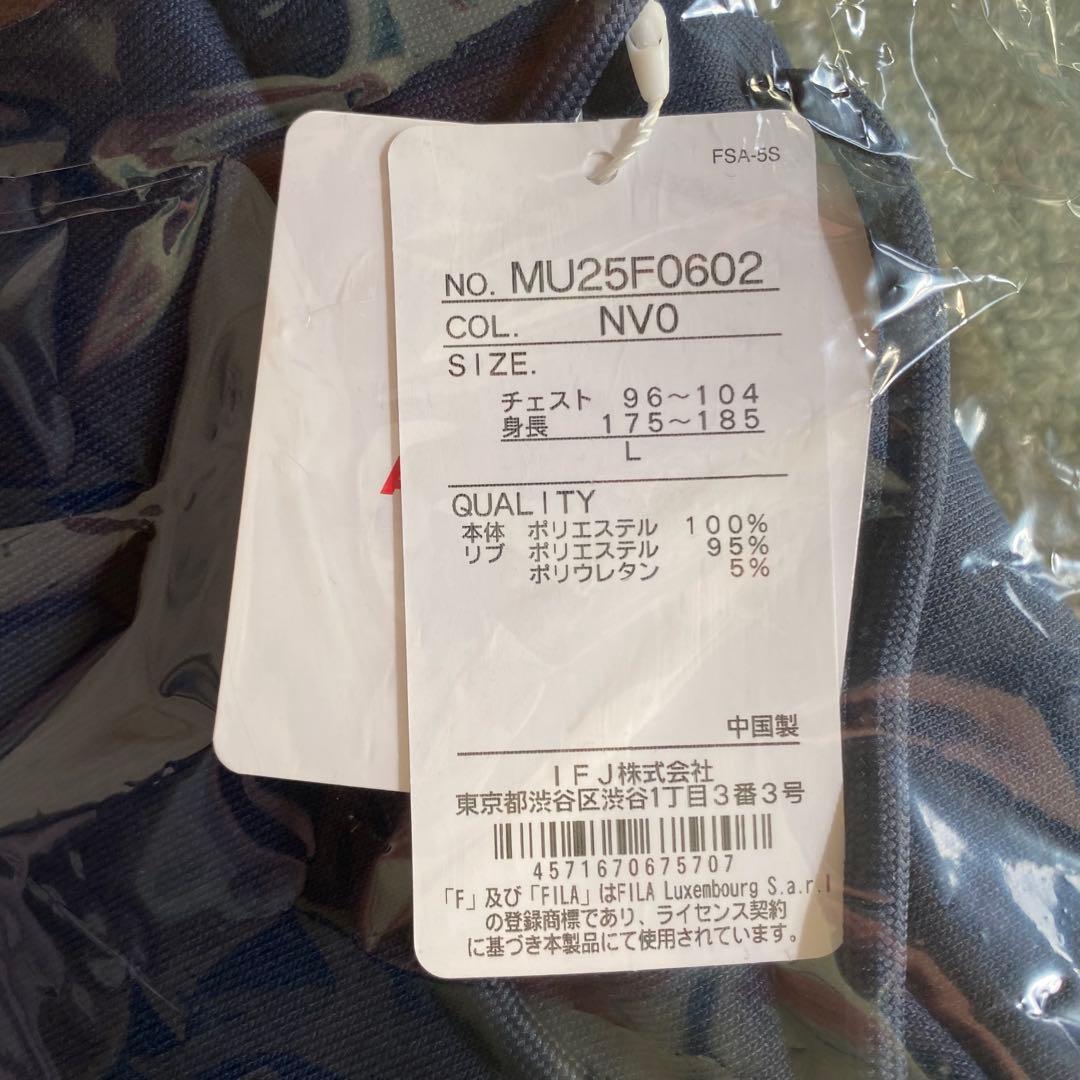 FSA-5S
NO. MU25F0602
COL. NV0
SIZE.
チェスト 96～104
身長 175～185
L
QUALITY
本体 ポリエステル 100%
リブ ポリエステル 95%
ポリウレタン 5%
中国製
IFJ株式会社
東京都渋谷区渋谷1丁目3番3号
4571670675707
「F」及び「FILA」はFILA Luxembourg S.a.r.l
の登録商標であり、ライセンス契約
に基づき本製品にて使用されています。